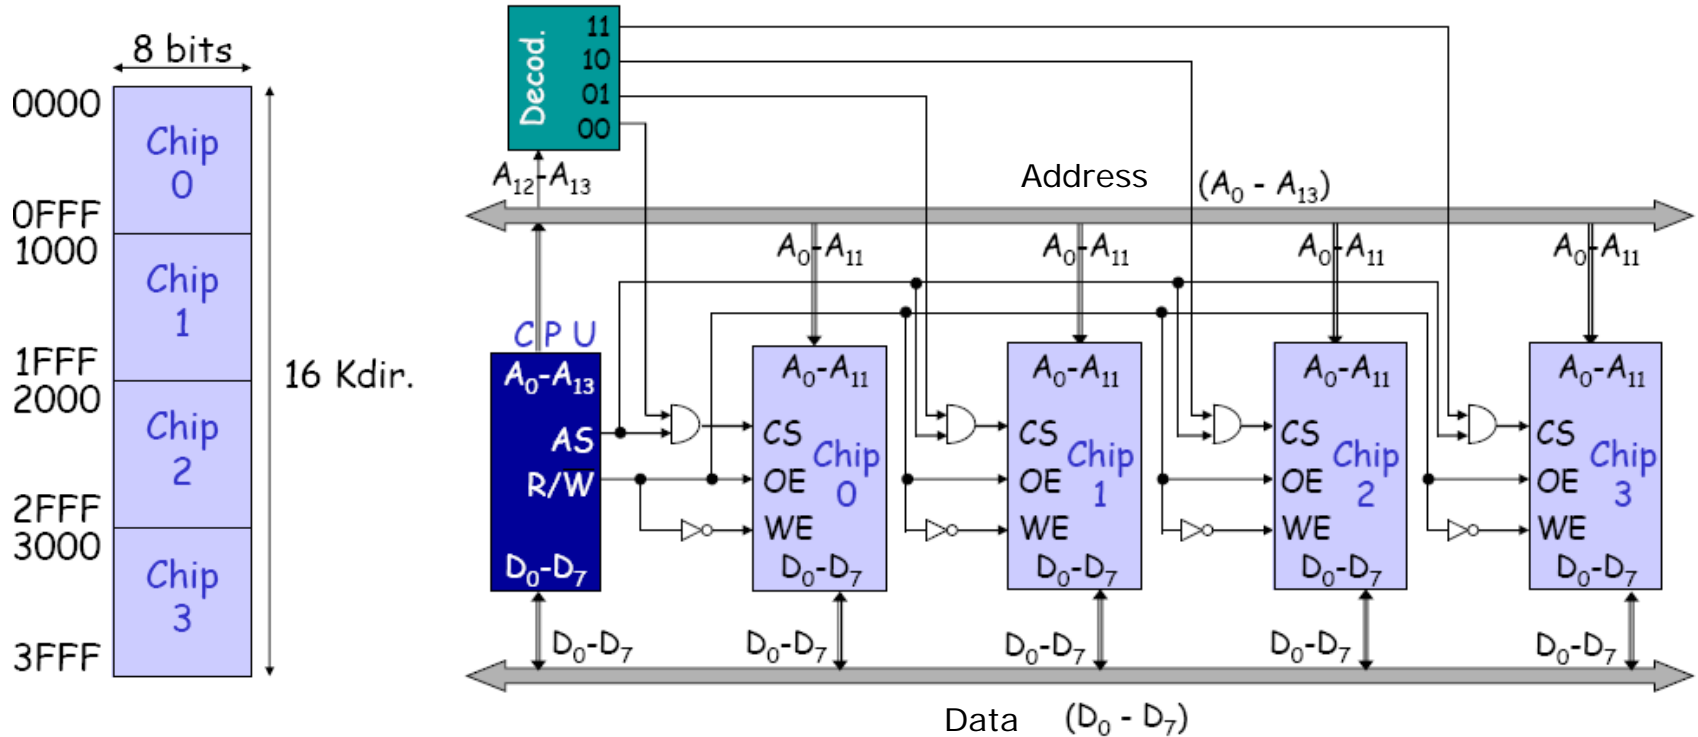 8 bits
0000
Chip
0
0FFF
1000
Chip
1
1FFF
2000
Chip
2
2FFF
3000
Chip
3
3FFF
16 Kdir.
Decod.
11
10
01
00
A12-A13
Address (A0 - A13)
A0-A11
A0-A11
A0-A11
A0-A11
CPU
A0-A13
AS
R/W̅
D0-D7
A0-A11
CS
OE
WE
Chip
0
D0-D7
A0-A11
CS
OE
WE
Chip
1
D0-D7
A0-A11
CS
OE
WE
Chip
2
D0-D7
A0-A11
CS
OE
WE
Chip
3
D0-D7
D0-D7
D0-D7
D0-D7
D0-D7
D0-D7
Data (D0 - D7)